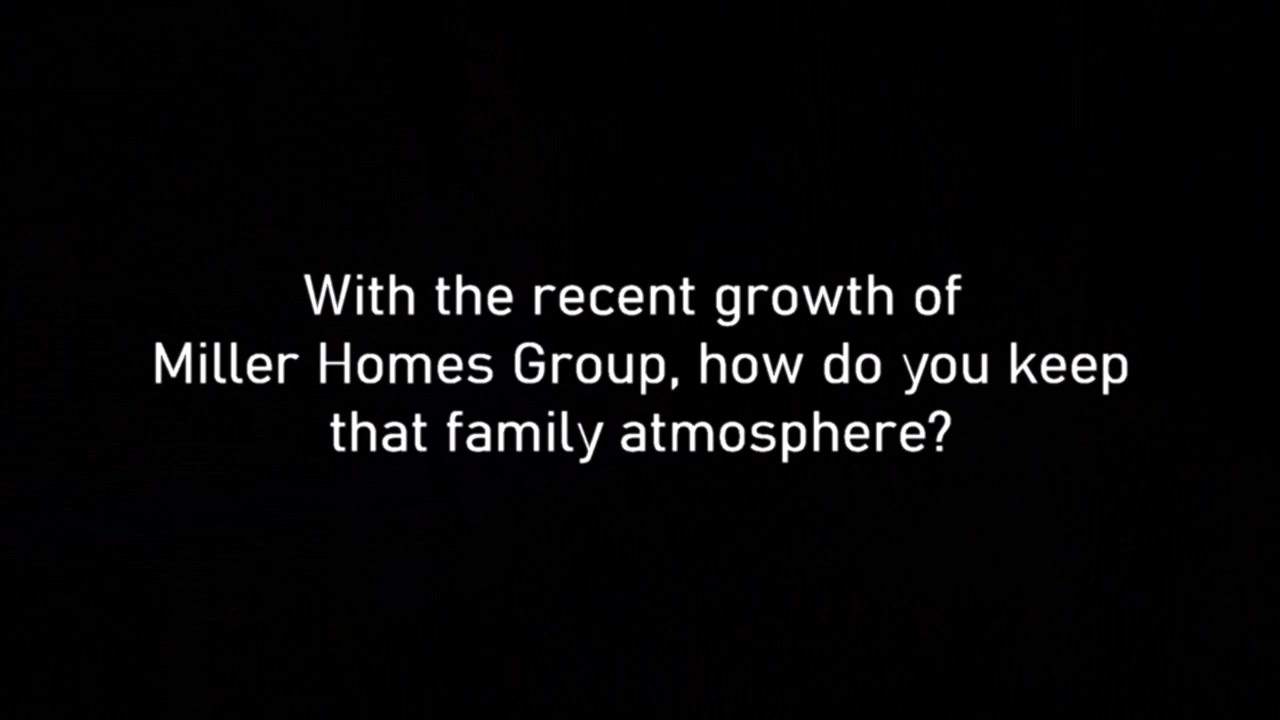 With the recent growth of
Miller Homes Group, how do you keep
that family atmosphere?